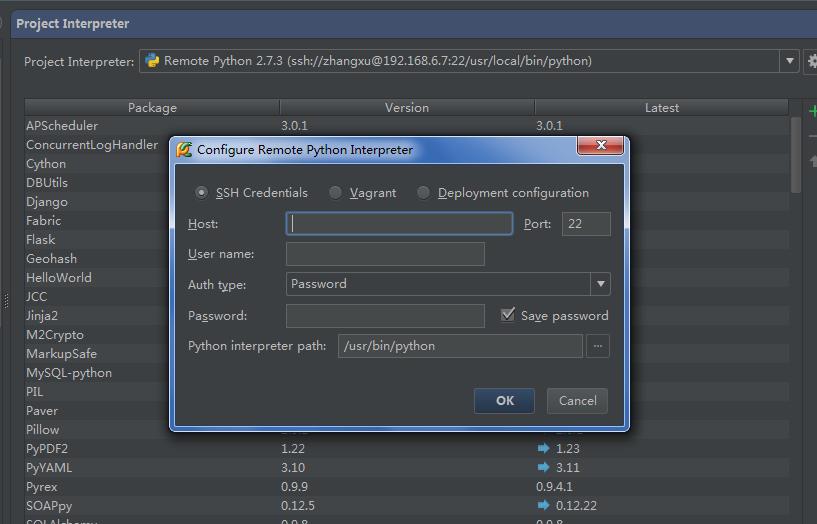 Project Interpreter
Project Interpreter: Remote Python 2.7.3 (ssh://zhangxu@192.168.6.7:22/usr/local/bin/python)
Package Version Latest
APScheduler 3.0.1 3.0.1
ConcurrentLogHandler
Cython
DBUtils
Django
Fabric
Flask
Geohash
HelloWorld
JCC
Jinja2
M2Crypto
MarkupSafe
MySQL-python
PIL
Paver
Pillow
PyPDF2 1.22 1.23
PyYAML 3.10 3.11
Pyrex 0.9.9 0.9.4.1
SOAPpy 0.12.5 0.12.22
Configure Remote Python Interpreter
SSH Credentials Vagrant Deployment configuration
Host: Port: 22
User name:
Auth type: Password
Password: Save password
Python interpreter path: /usr/bin/python ...
OK Cancel